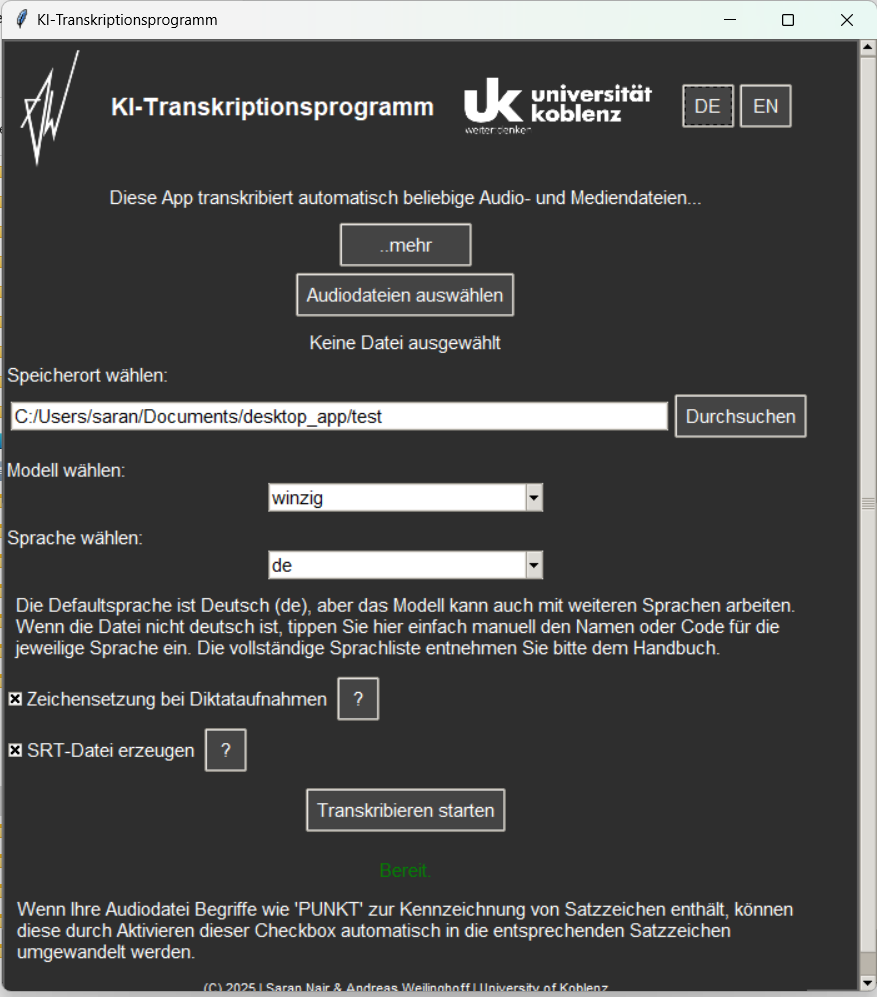 KI-Transkriptionsprogramm
KI-Transkriptionsprogramm
uk universität koblenz
weiter denken
DE
EN
Diese App transkribiert automatisch beliebige Audio- und Mediendateien...
..mehr
Audiodateien auswählen
Keine Datei ausgewählt
Speicherort wählen:
C:/Users/saran/Documents/desktop_app/test
Durchsuchen
Modell wählen:
winzig
Sprache wählen:
de
Die Defaultsprache ist Deutsch (de), aber das Modell kann auch mit weiteren Sprachen arbeiten.
Wenn die Datei nicht deutsch ist, tippen Sie hier einfach manuell den Namen oder Code für die
jeweilige Sprache ein. Die vollständige Sprachliste entnehmen Sie bitte dem Handbuch.
Zeichensetzung bei Diktataufnahmen ?
SRT-Datei erzeugen ?
Transkribieren starten
Bereit.
Wenn Ihre Audiodatei Begriffe wie 'PUNKT' zur Kennzeichnung von Satzzeichen enthält, können
diese durch Aktivieren dieser Checkbox automatisch in die entsprechenden Satzzeichen
umgewandelt werden.
(C) 2025 | Saran Nair & Andreas Weilinghoff | University of Koblenz